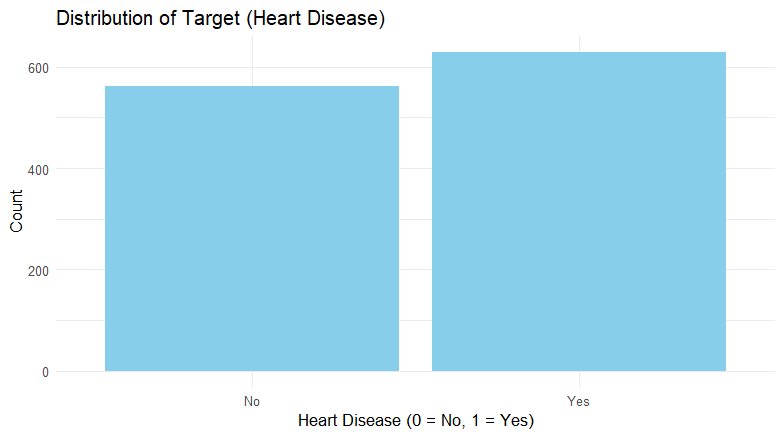 Distribution of Target (Heart Disease)
Count
600
400
200
0
No Yes
Heart Disease (0 = No, 1 = Yes)